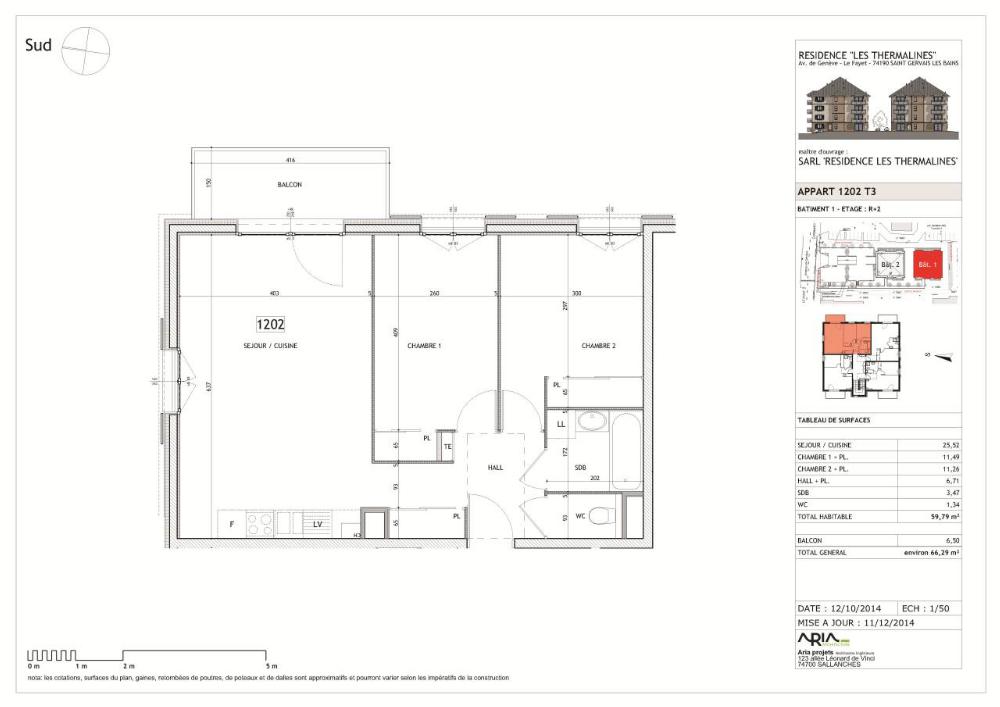 Sud
RESIDENCE "LES THERMALINES"
Av. de Genève - Le Fayet - 74190 SAINT GERVAIS LES BAINS
maître d'ouvrage :
SARL 'RESIDENCE LES THERMALINES'
APPART 1202 T3
BATIMENT 1 - ETAGE : R+2
Bât. 2
Bât. 1
S
TABLEAU DE SURFACES
SEJOUR / CUISINE 25,52
CHAMBRE 1 + PL. 11,49
CHAMBRE 2 + PL. 11,26
HALL + PL. 6,71
SDB 3,47
WC 1,34
TOTAL HABITABLE 59,79 m²
BALCON 6,50
TOTAL GENERAL environ 66,29 m²
DATE : 12/10/2014 ECH : 1/50
MISE A JOUR : 11/12/2014
ARIA
Aria projets
123 allée Léonard de Vinci
74700 SALLANCHES
416
150
BALCON
403 5 260 5 300
297
1202
SEJOUR / CUISINE
CHAMBRE 1
CHAMBRE 2
409
637
PL
65
LL
5
172
SDB
202
PL
65
TE
HALL
5
93
PL
65
5
93
WC
F
LV
0 m 1 m 2 m 5 m
nota: les cotations, surfaces du plan, gaines, retombées de poutres, de poteaux et de dalles sont approximatifs et pourront varier selon les impératifs de la construction